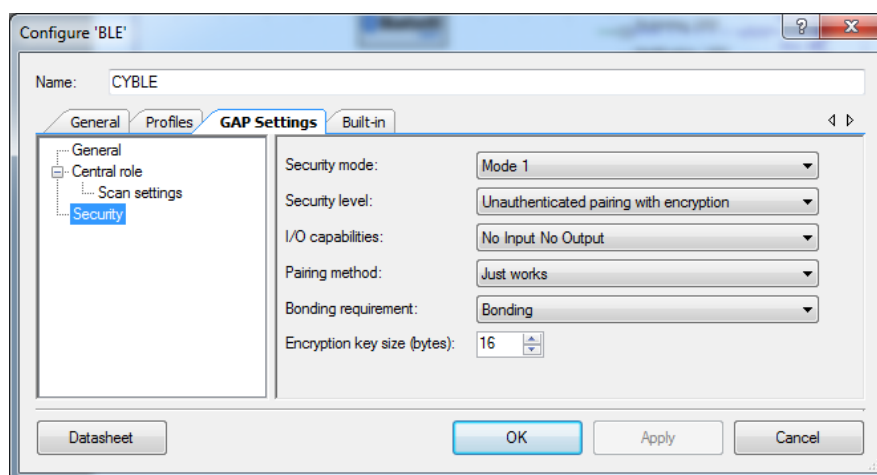 Configure 'BLE'
Name: CYBLE
General Profiles GAP Settings Built-in
General
Central role
Scan settings
Security
Security mode: Mode 1
Security level: Unauthenticated pairing with encryption
I/O capabilities: No Input No Output
Pairing method: Just works
Bonding requirement: Bonding
Encryption key size (bytes): 16
Datasheet OK Apply Cancel